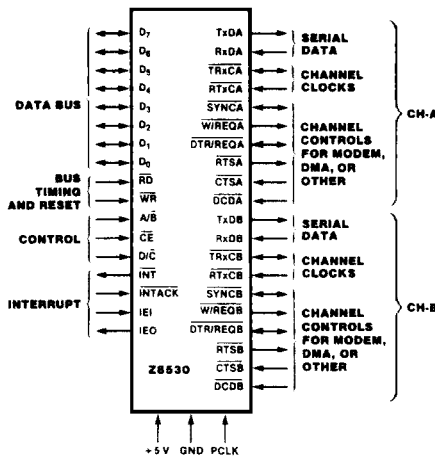 DATA BUS
BUS
TIMING
AND RESET
CONTROL
INTERRUPT
D7
D6
D5
D4
D3
D2
D1
D0
RD
WR
A/B
CE
D/C
INT
INTACK
IEI
IEO
Z8530
TxDA
RxDA
TRxCA
RTxCA
SYNCA
W/REQA
DTR/REQA
RTSA
CTSA
DCDA
TxDB
RxDB
TRxCB
RTxCB
SYNCB
W/REQB
DTR/REQB
RTSB
CTSB
DCDB
SERIAL
DATA
CHANNEL
CLOCKS
CHANNEL
CONTROLS
FOR MODEM,
DMA, OR
OTHER
CH-A
SERIAL
DATA
CHANNEL
CLOCKS
CHANNEL
CONTROLS
FOR MODEM,
DMA, OR
OTHER
CH-B
+5 V GND PCLK